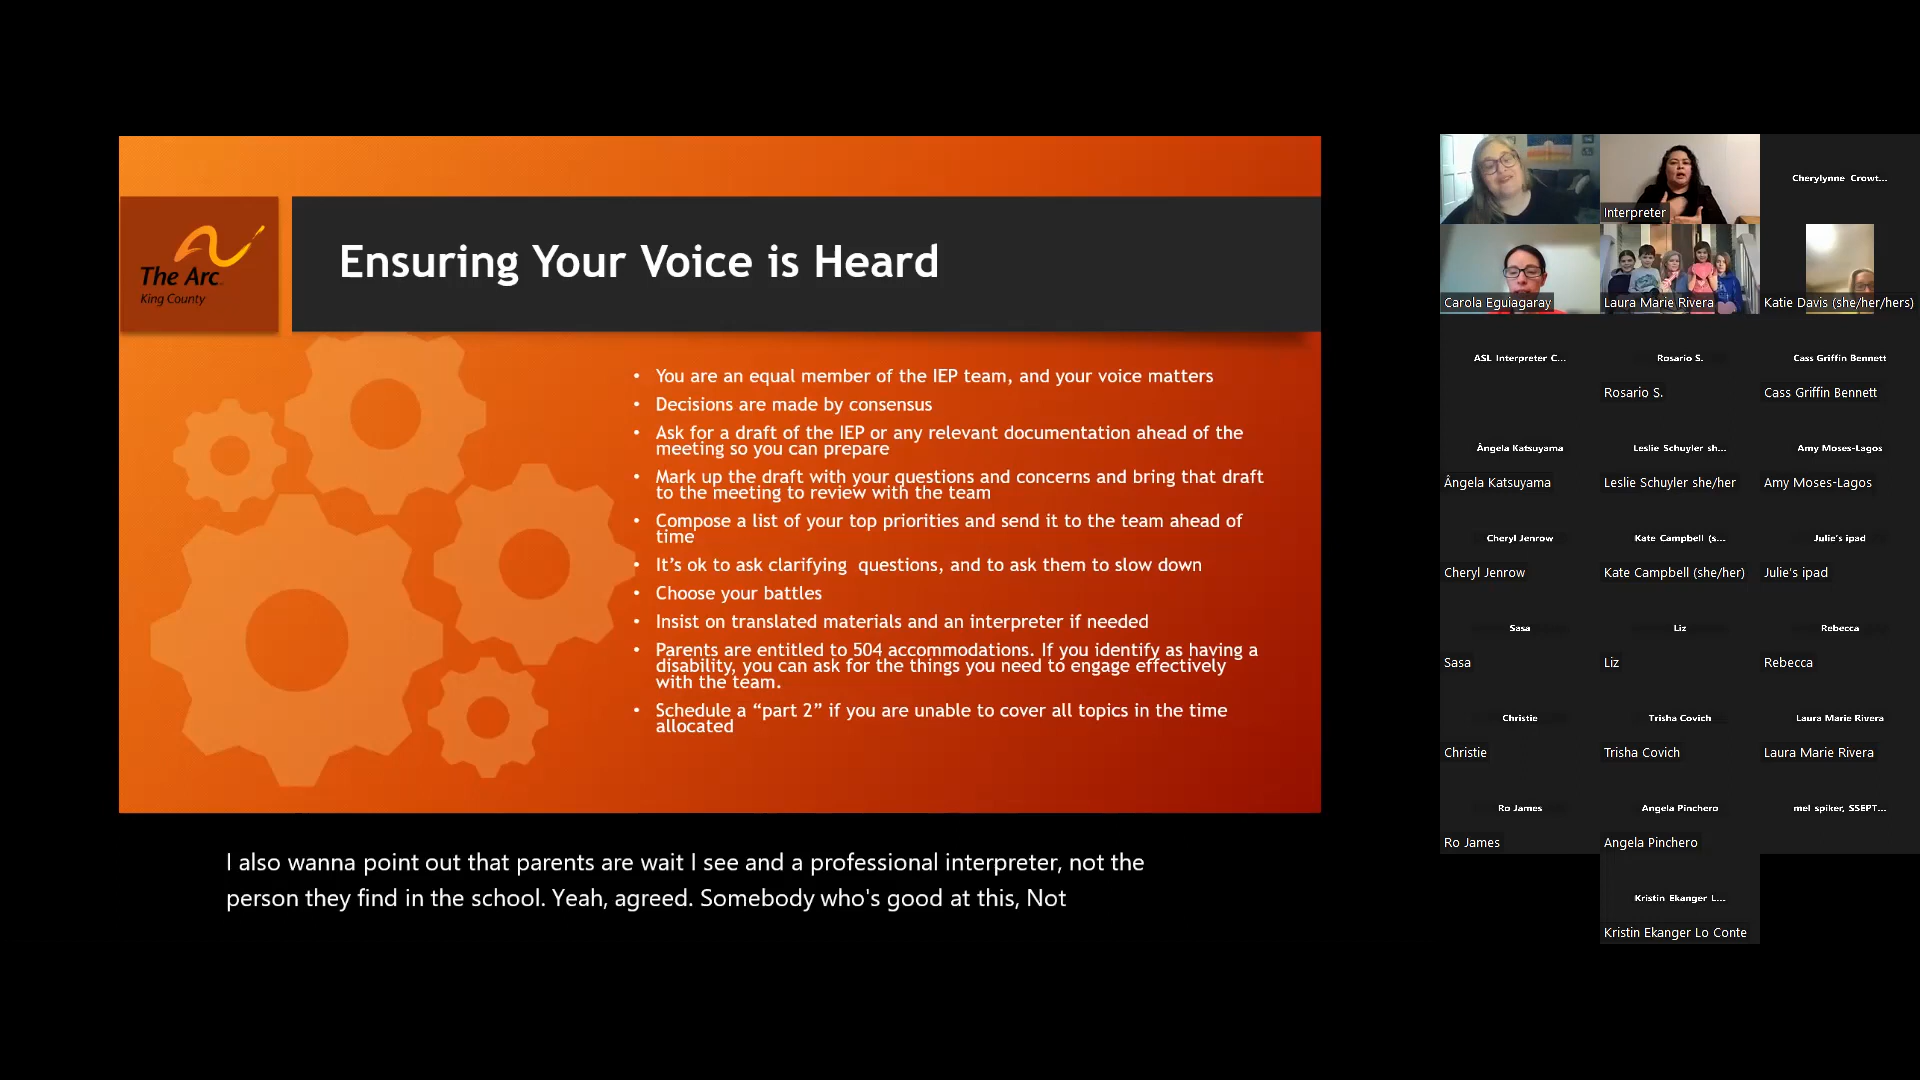 The Arc
King County
Ensuring Your Voice is Heard
• You are an equal member of the IEP team, and your voice matters
• Decisions are made by consensus
• Ask for a draft of the IEP or any relevant documentation ahead of the
meeting so you can prepare
• Mark up the draft with your questions and concerns and bring that draft
to the meeting to review with the team
• Compose a list of your top priorities and send it to the team ahead of
time
• It’s ok to ask clarifying  questions, and to ask them to slow down
• Choose your battles
• Insist on translated materials and an interpreter if needed
• Parents are entitled to 504 accommodations. If you identify as having a
disability, you can ask for the things you need to engage effectively
with the team.
• Schedule a “part 2” if you are unable to cover all topics in the time
allocated
I also wanna point out that parents are wait I see and a professional interpreter, not the
person they find in the school. Yeah, agreed. Somebody who's good at this, Not
Interpreter
Cherylynne Crowt...
Carola Eguiagaray
Laura Marie Rivera
Katie Davis (she/her/hers)
ASL Interpreter C...
Rosario S.
Rosario S.
Cass Griffin Bennett
Cass Griffin Bennett
Ângela Katsuyama
Ângela Katsuyama
Leslie Schuyler sh...
Leslie Schuyler she/her
Amy Moses-Lagos
Amy Moses-Lagos
Cheryl Jenrow
Cheryl Jenrow
Kate Campbell (s...
Kate Campbell (she/her)
Julie's ipad
Julie's ipad
Sasa
Sasa
Liz
Liz
Rebecca
Rebecca
Christie
Christie
Trisha Covich
Trisha Covich
Laura Marie Rivera
Laura Marie Rivera
Ro James
Ro James
Angela Pinchero
Angela Pinchero
mel spiker, SSEPT...
Kristin Ekanger L...
Kristin Ekanger Lo Conte